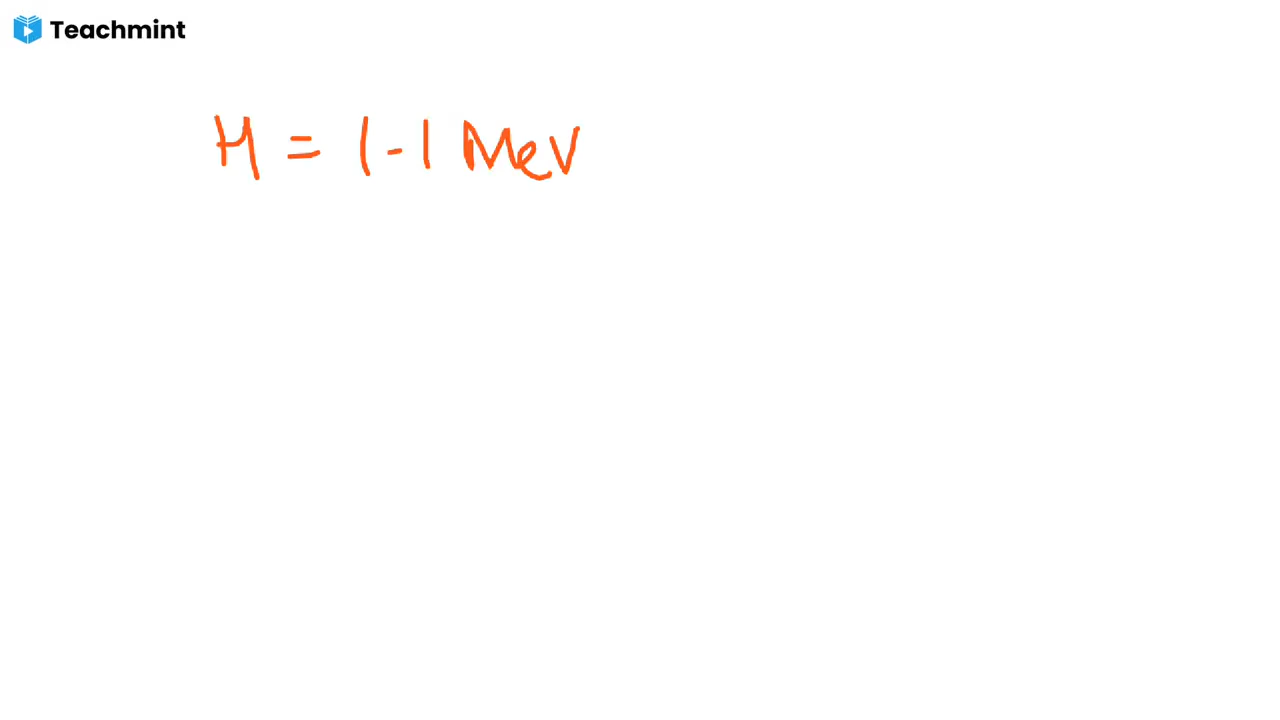 Teachmint
H = 1-1 MeV